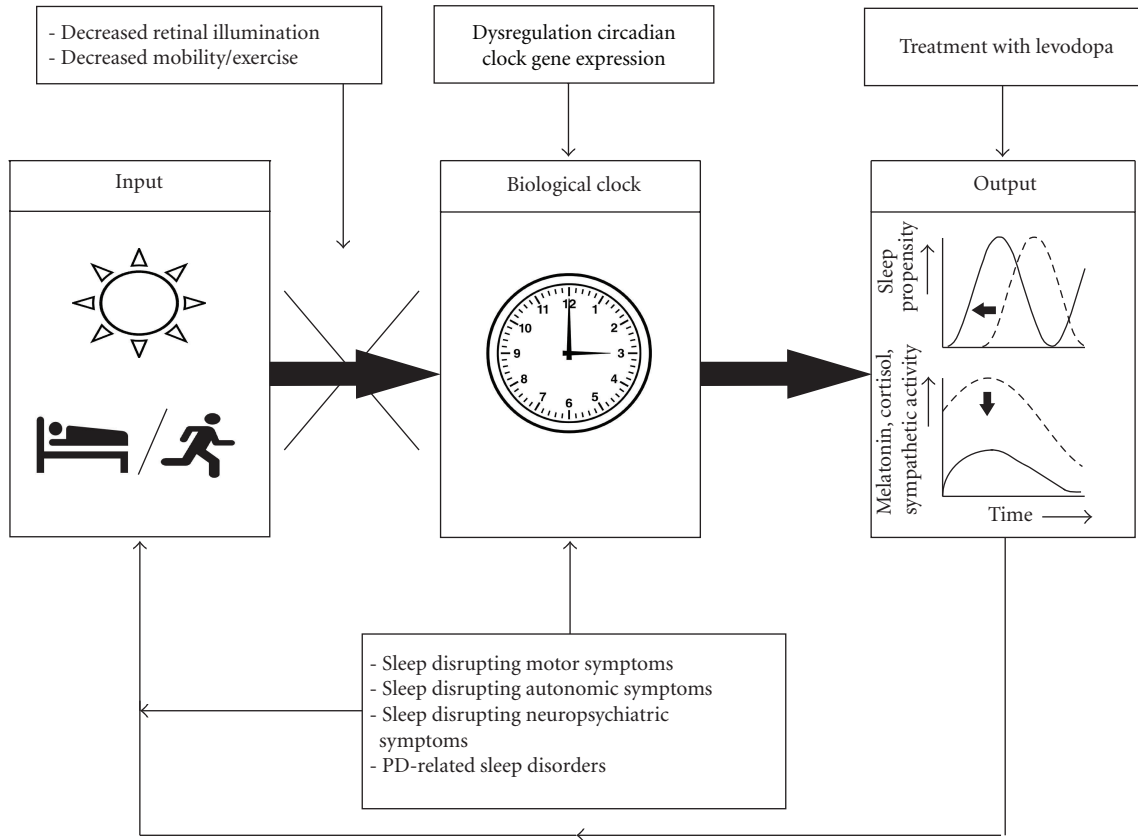 - Decreased retinal illumination
- Decreased mobility/exercise
Dysregulation circadian
clock gene expression
Treatment with levodopa
Input
Biological clock
Output
12
1
2
3
4
5
6
7
8
9
10
11
Sleep
propensity
Melatonin, cortisol,
sympathetic activity
Time
- Sleep disrupting motor symptoms
- Sleep disrupting autonomic symptoms
- Sleep disrupting neuropsychiatric
symptoms
- PD-related sleep disorders